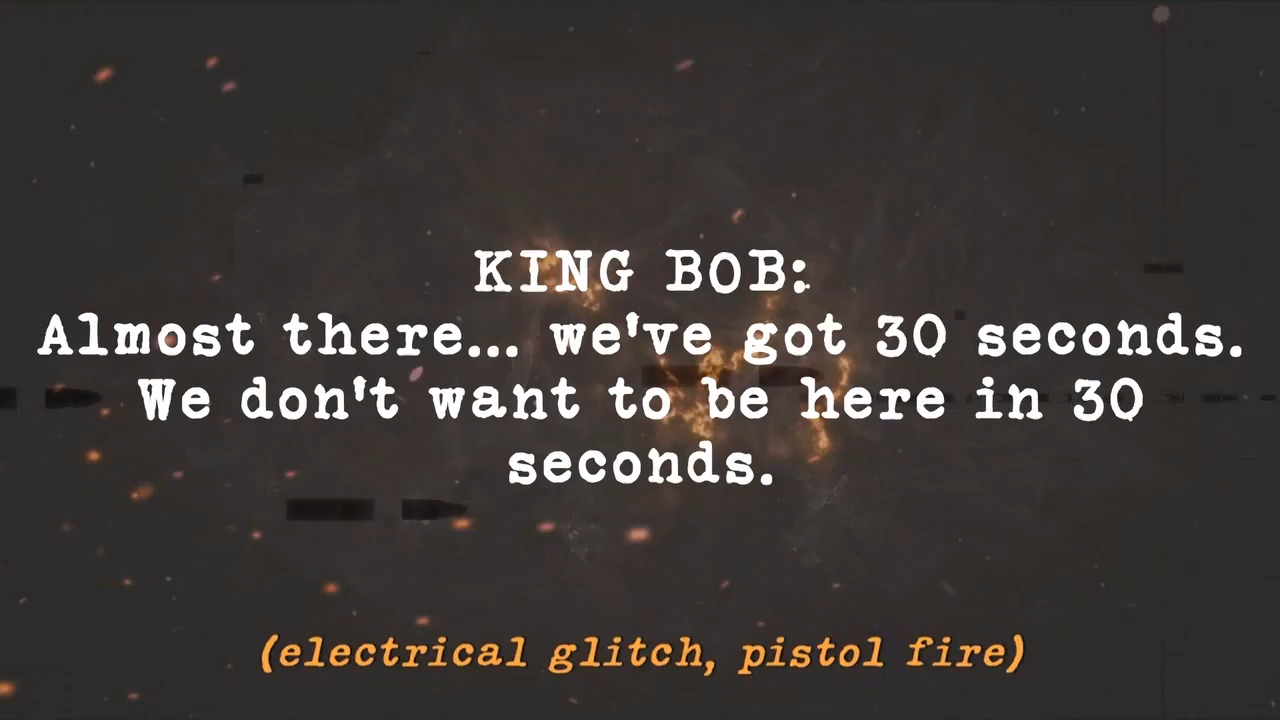 KING BOB:
Almost there... we've got 30 seconds.
We don't want to be here in 30
seconds.
(electrical glitch, pistol fire)